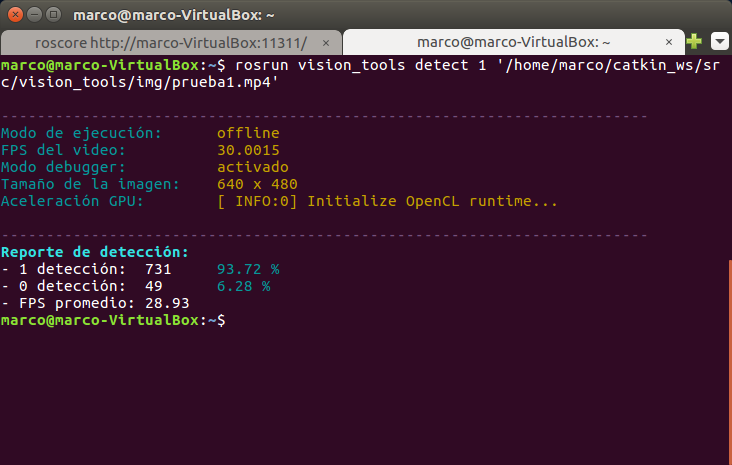 marco@marco-VirtualBox: ~
roscore http://marco-VirtualBox:11311/ × marco@marco-VirtualBox: ~ ×
marco@marco-VirtualBox:~$ rosrun vision_tools detect 1 '/home/marco/catkin_ws/sr
c/vision_tools/img/prueba1.mp4'
------------------------------------------------------------------------
Modo de ejecución: offline
FPS del video: 30.0015
Modo debugger: activado
Tamaño de la imagen: 640 x 480
Aceleración GPU: [ INFO:0] Initialize OpenCL runtime...
------------------------------------------------------------------------
Reporte de detección:
- 1 detección: 731 93.72 %
- 0 detección: 49 6.28 %
- FPS promedio: 28.93
marco@marco-VirtualBox:~$